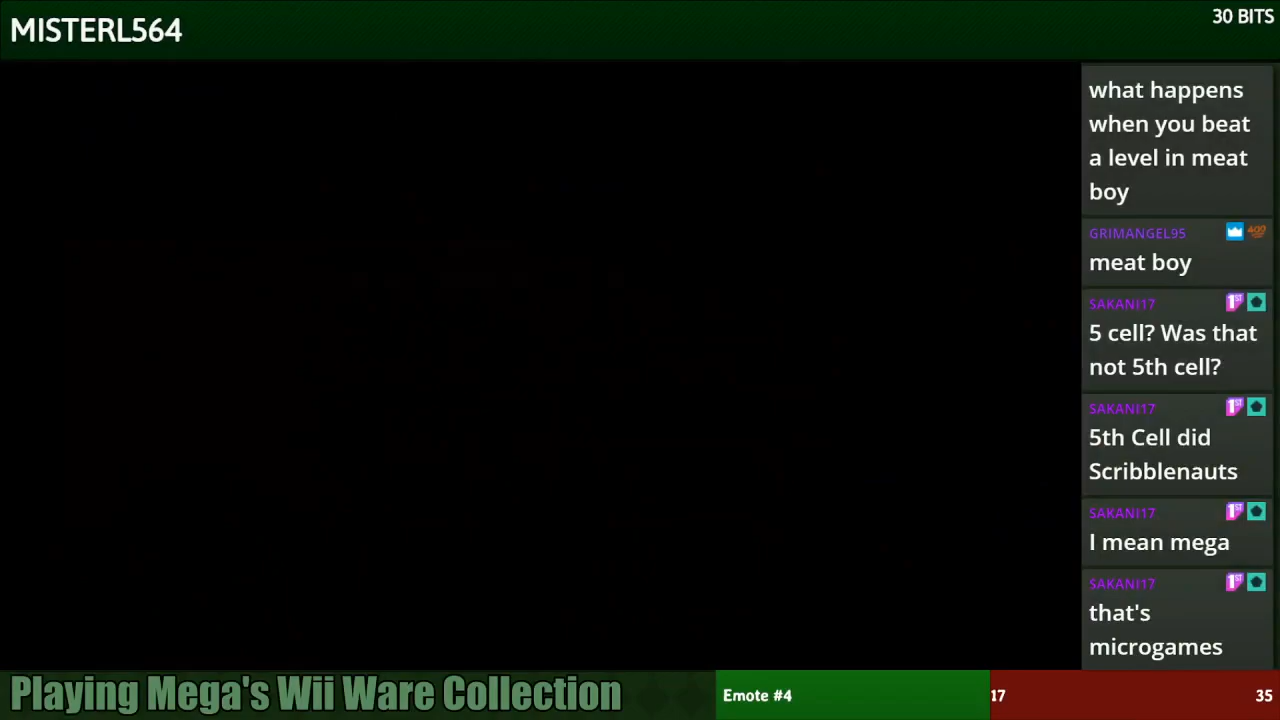 MISTERL564
30 BITS
what happens
when you beat
a level in meat
boy
GRIMANGEL95
meat boy
SAKANI17
5 cell? Was that
not 5th cell?
SAKANI17
5th Cell did
Scribblenauts
SAKANI17
I mean mega
SAKANI17
that's
microgames
Playing Mega's Wii Ware Collection
Emote #4
17
35